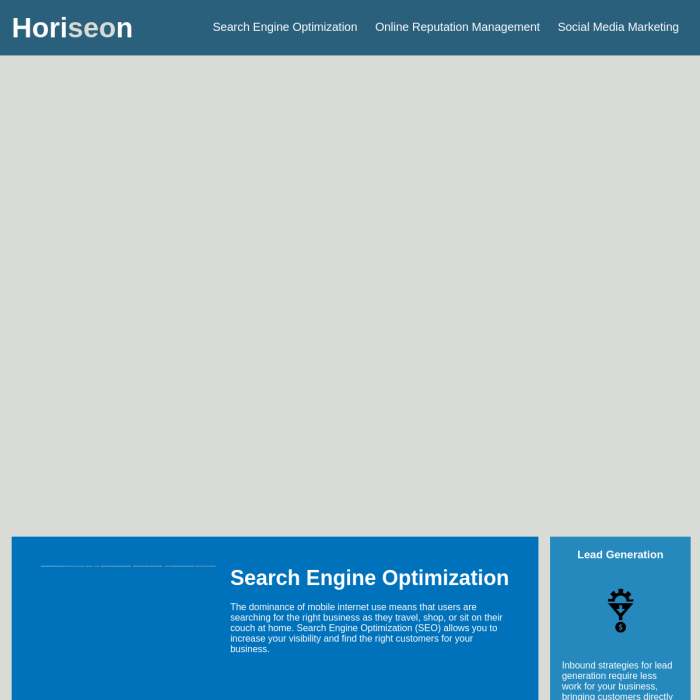 Horiseon
Search Engine Optimization
Online Reputation Management
Social Media Marketing
Search Engine Optimization
The dominance of mobile internet use means that users are
searching for the right business as they travel, shop, or sit on their
couch at home. Search Engine Optimization (SEO) allows you to
increase your visibility and find the right customers for your
business.
Lead Generation
$
Inbound strategies for lead
generation require less
work for your business,
bringing customers directly